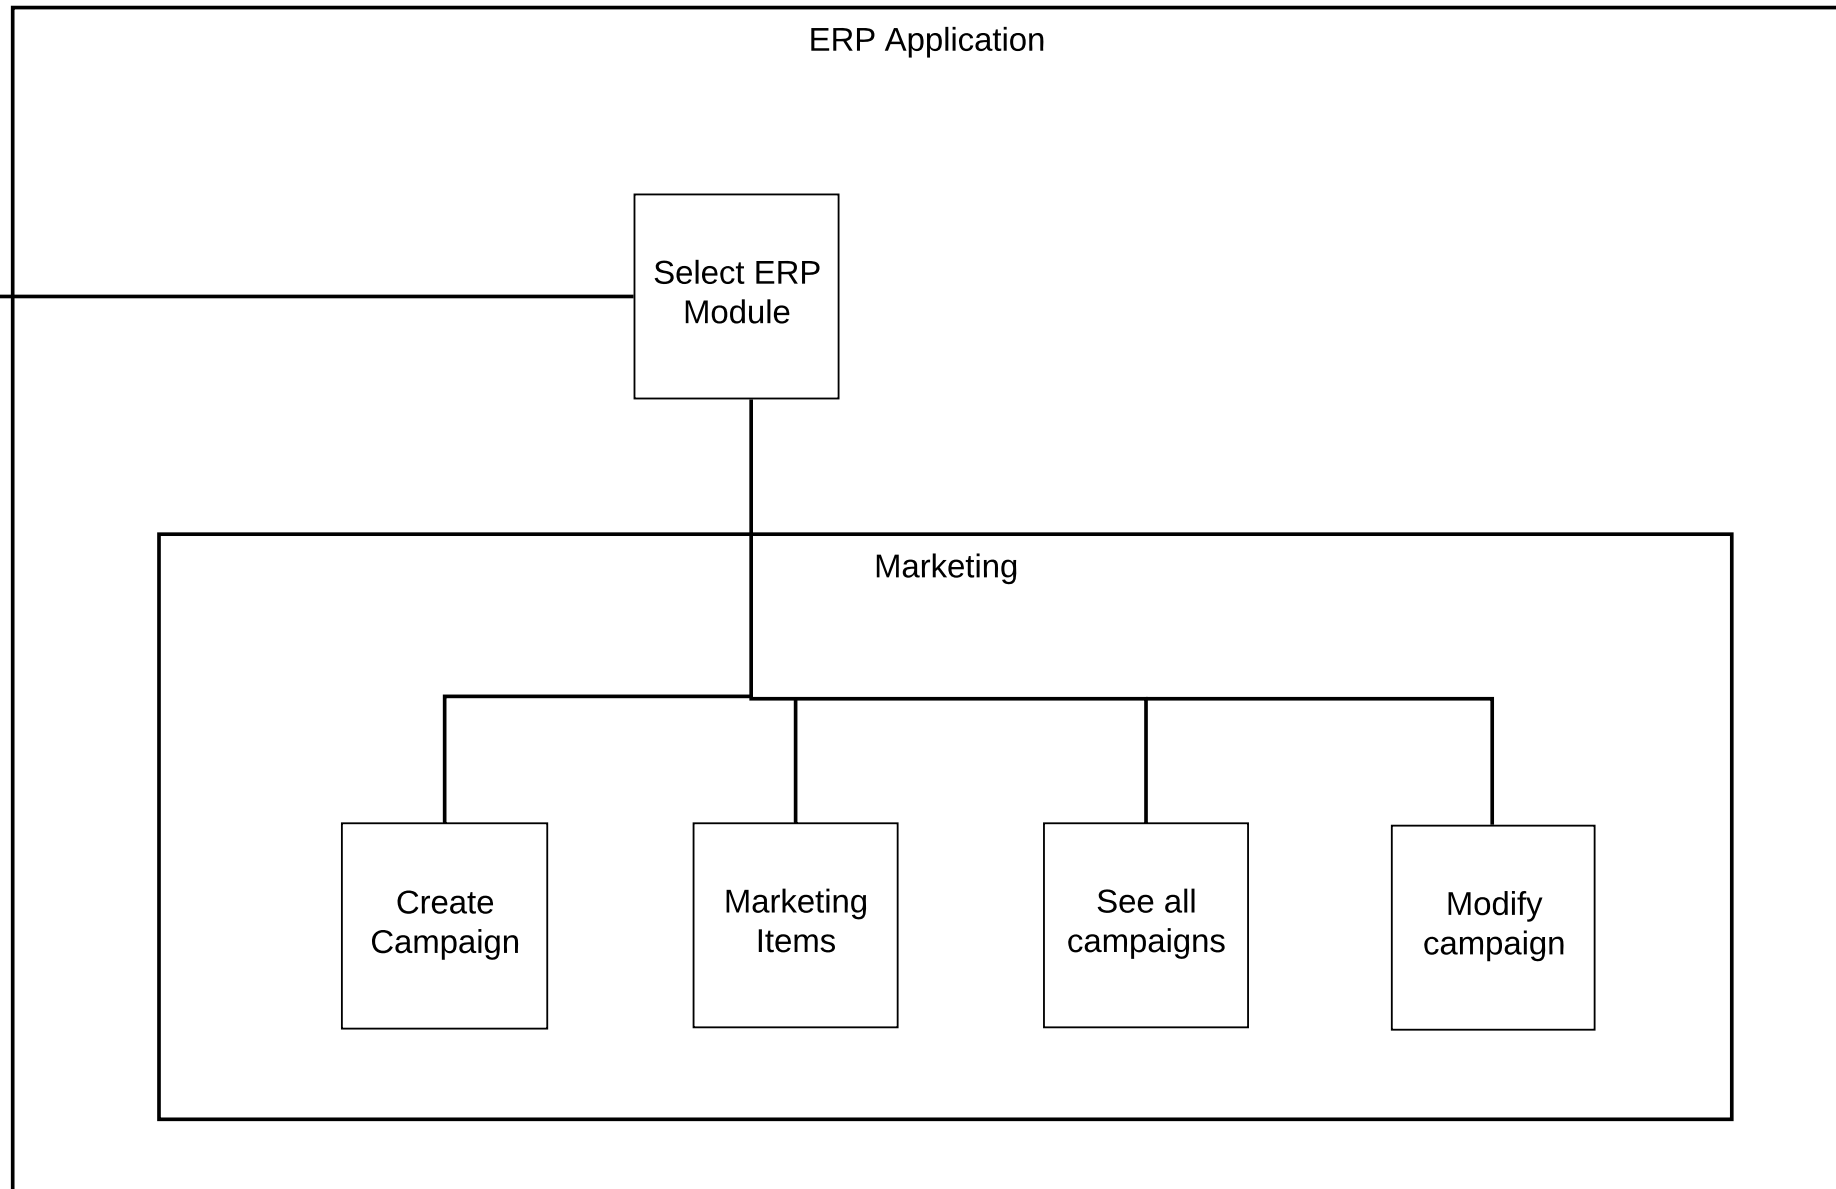 ERP Application
Select ERP
Module
Marketing
Create
Campaign
Marketing
Items
See all
campaigns
Modify
campaign